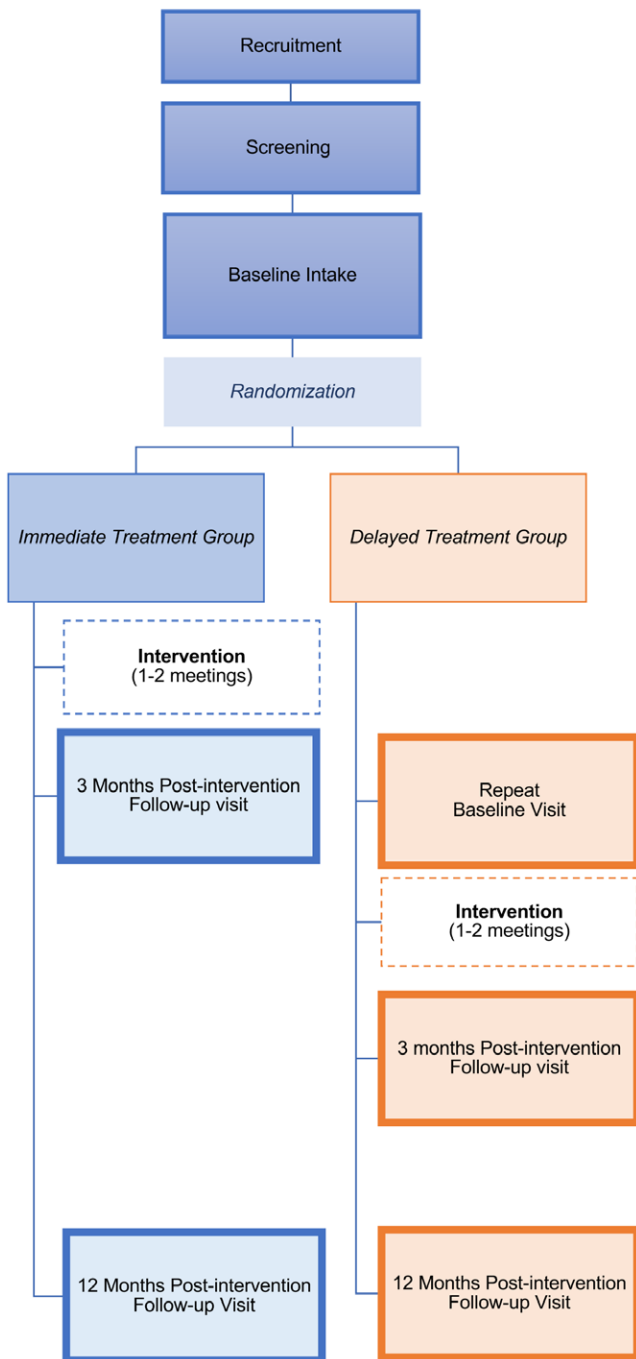 Recruitment
Screening
Baseline Intake
Randomization
Immediate Treatment Group
Delayed Treatment Group
Intervention
(1-2 meetings)
3 Months Post-intervention
Follow-up visit
Repeat
Baseline Visit
Intervention
(1-2 meetings)
3 months Post-intervention
Follow-up visit
12 Months Post-intervention
Follow-up Visit
12 Months Post-intervention
Follow-up Visit